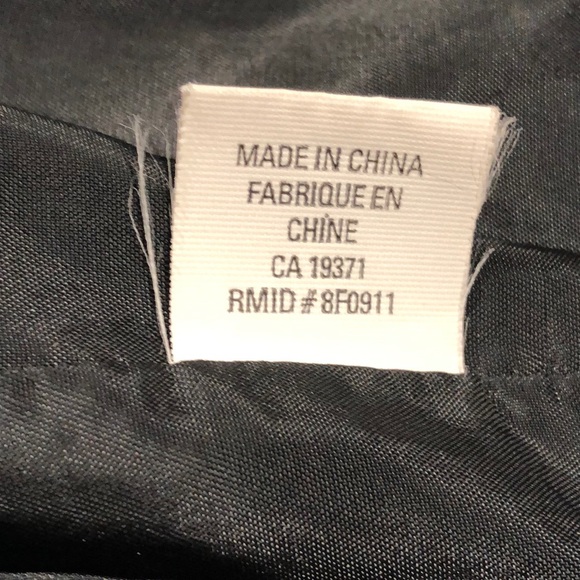 MADE IN CHINA
FABRIQUE EN
CHINE
CA 19371
RMID # 8F0911